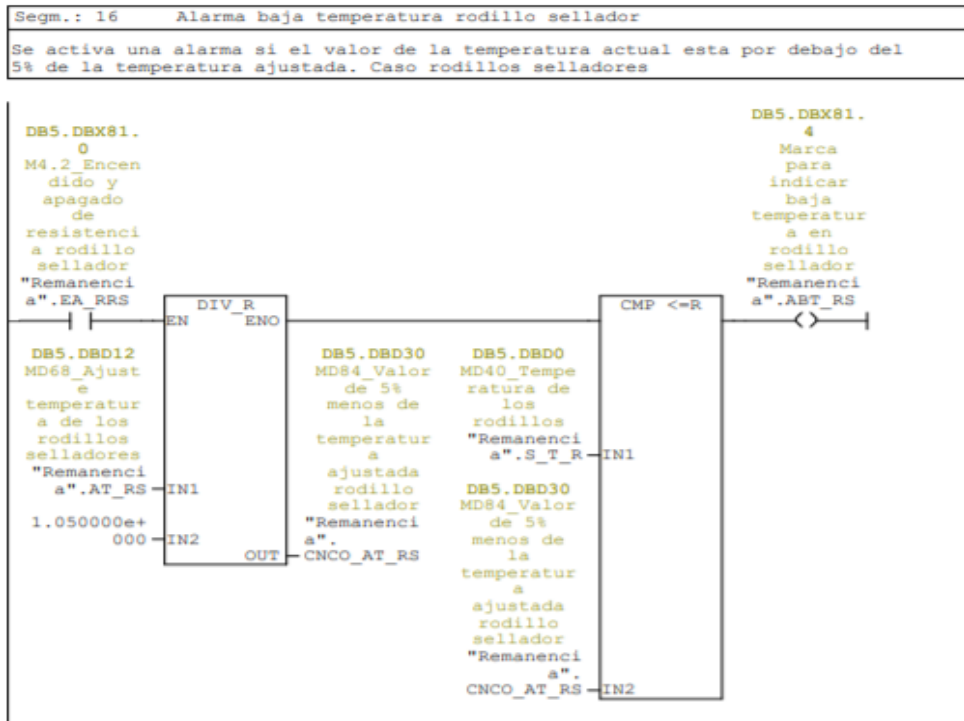 Segm.: 16 Alarma baja temperatura rodillo sellador
Se activa una alarma si el valor de la temperatura actual esta por debajo del
5% de la temperatura ajustada. Caso rodillos selladores
DB5.DBX81.
0
M4.2_Encen
dido y
apagado
de
resistenci
a rodillo
sellador
"Remanenci
a".EA_RRS
DIV_R
EN ENO
DB5.DBD12
MD68_Ajust
e
temperatur
a de los
rodillos
selladores
"Remanenci
a".AT_RS
IN1
1.050000e+
000
IN2
OUT
DB5.DBD30
MD84_Valor
de 5%
menos de
la
temperatur
a
ajustada
rodillo
sellador
"Remanenci
a".
CNCO_AT_RS
CMP <=R
DB5.DBD0
MD40_Tempe
ratura de
los
rodillos
"Remanenci
a".S_T_R
IN1
DB5.DBD30
MD84_Valor
de 5%
menos de
la
temperatur
a
ajustada
rodillo
sellador
"Remanenci
a".
CNCO_AT_RS
IN2
DB5.DBX81.
4
Marca
para
indicar
baja
temperatur
a en
rodillo
sellador
"Remanenci
a".ABT_RS